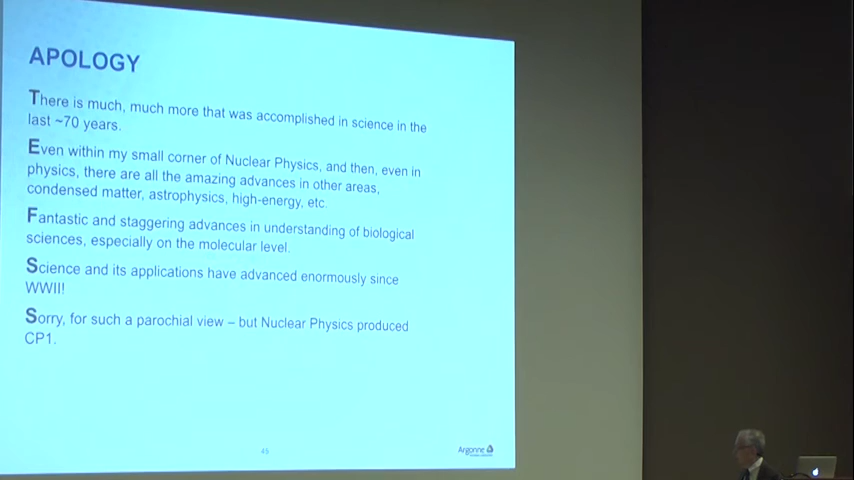 APOLOGY
There is much, much more that was accomplished in science in the
last ~70 years.
Even within my small corner of Nuclear Physics, and then, even in
physics, there are all the amazing advances in other areas,
condensed matter, astrophysics, high-energy, etc.
Fantastic and staggering advances in understanding of biological
sciences, especially on the molecular level.
Science and its applications have advanced enormously since
WWII!
Sorry, for such a parochial view – but Nuclear Physics produced
CP1.
Argonne